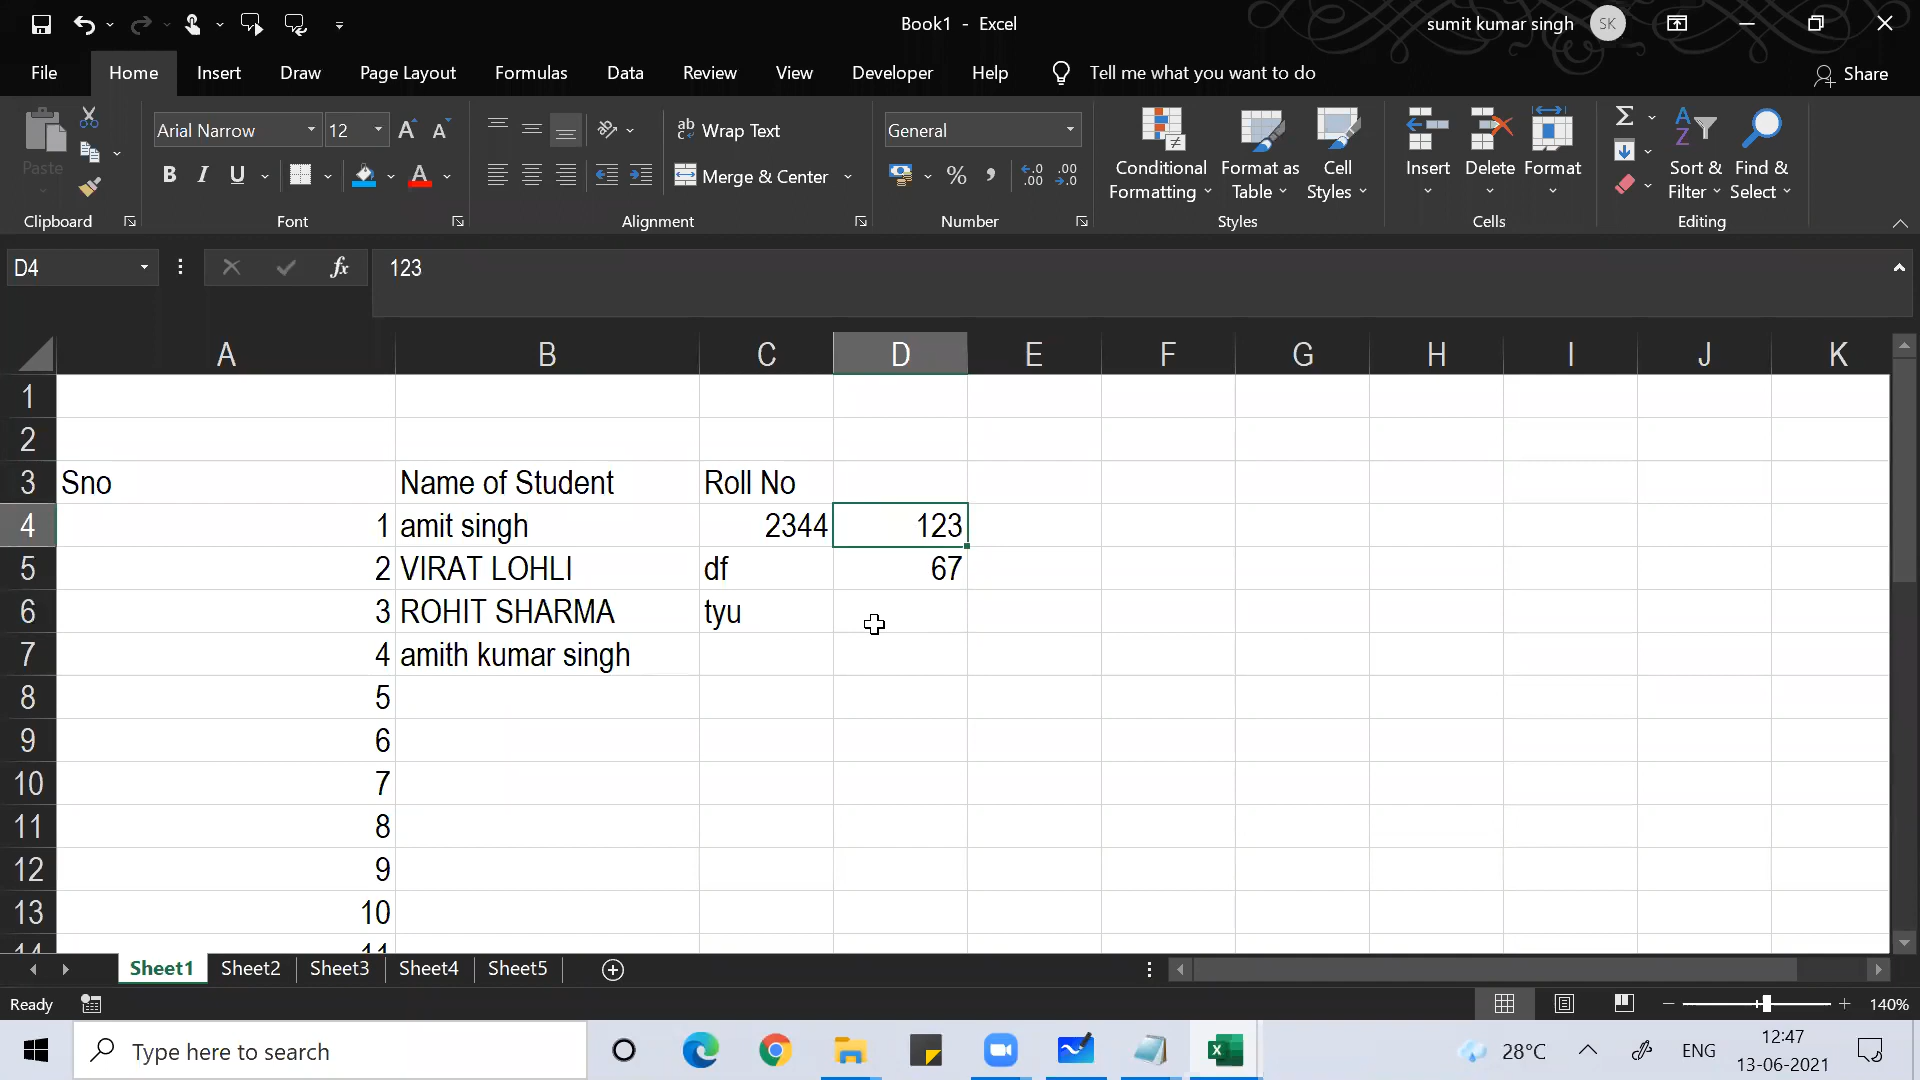 Book1 - Excel
sumit kumar singh SK
File Home Insert Draw Page Layout Formulas Data Review View Developer Help Tell me what you want to do Share
Paste
Clipboard
Arial Narrow 12
B I U
Font
Wrap Text
Merge & Center
Alignment
General
Number
Conditional Formatting
Format as Table
Cell Styles
Styles
Insert Delete Format
Cells
Sort & Filter
Find & Select
Editing
D4 fx 123
A B C D E F G H I J K
1
2
3 Sno Name of Student Roll No
4 1 amit singh 2344 123
5 2 VIRAT LOHLI df 67
6 3 ROHIT SHARMA tyu
7 4 amith kumar singh
8 5
9 6
10 7
11 8
12 9
13 10
14 11
Sheet1 Sheet2 Sheet3 Sheet4 Sheet5
Ready 140%
Type here to search
28°C ENG
12:47
13-06-2021